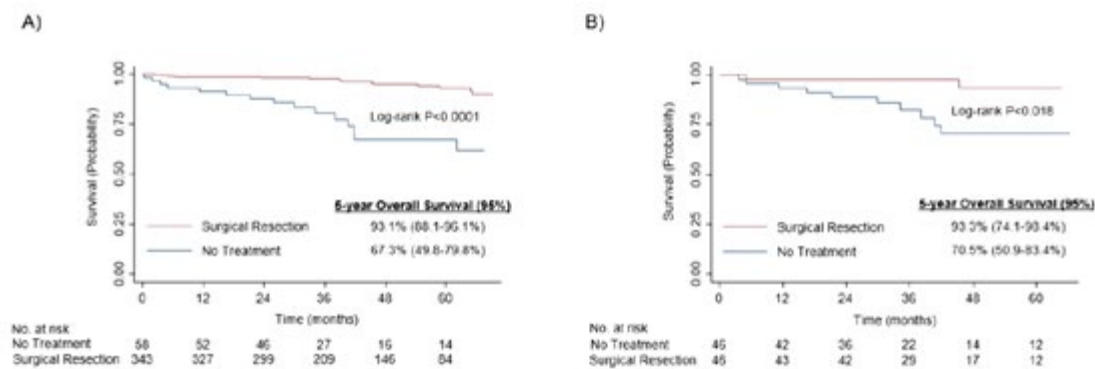 A)
1.00
0.75
0.50
0.25
0.00
Survival (Probability)
Log-rank P<0.0001
5-year Overall Survival (95%)
Surgical Resection 93.1% (88.1-96.1%)
No Treatment 67.3% (49.8-79.8%)
0 12 24 36 48 60
Time (months)
No. at risk
No Treatment 58 52 46 27 16 14
Surgical Resection 343 327 299 209 146 84
B)
1.00
0.75
0.50
0.25
0.00
Survival (Probability)
Log-rank P<0.018
5-year Overall Survival (95%)
Surgical Resection 93.3% (74.1-98.4%)
No Treatment 70.5% (50.9-83.4%)
0 12 24 36 48 60
Time (months)
No. at risk
No Treatment 46 42 36 22 14 12
Surgical Resection 46 43 42 29 17 12